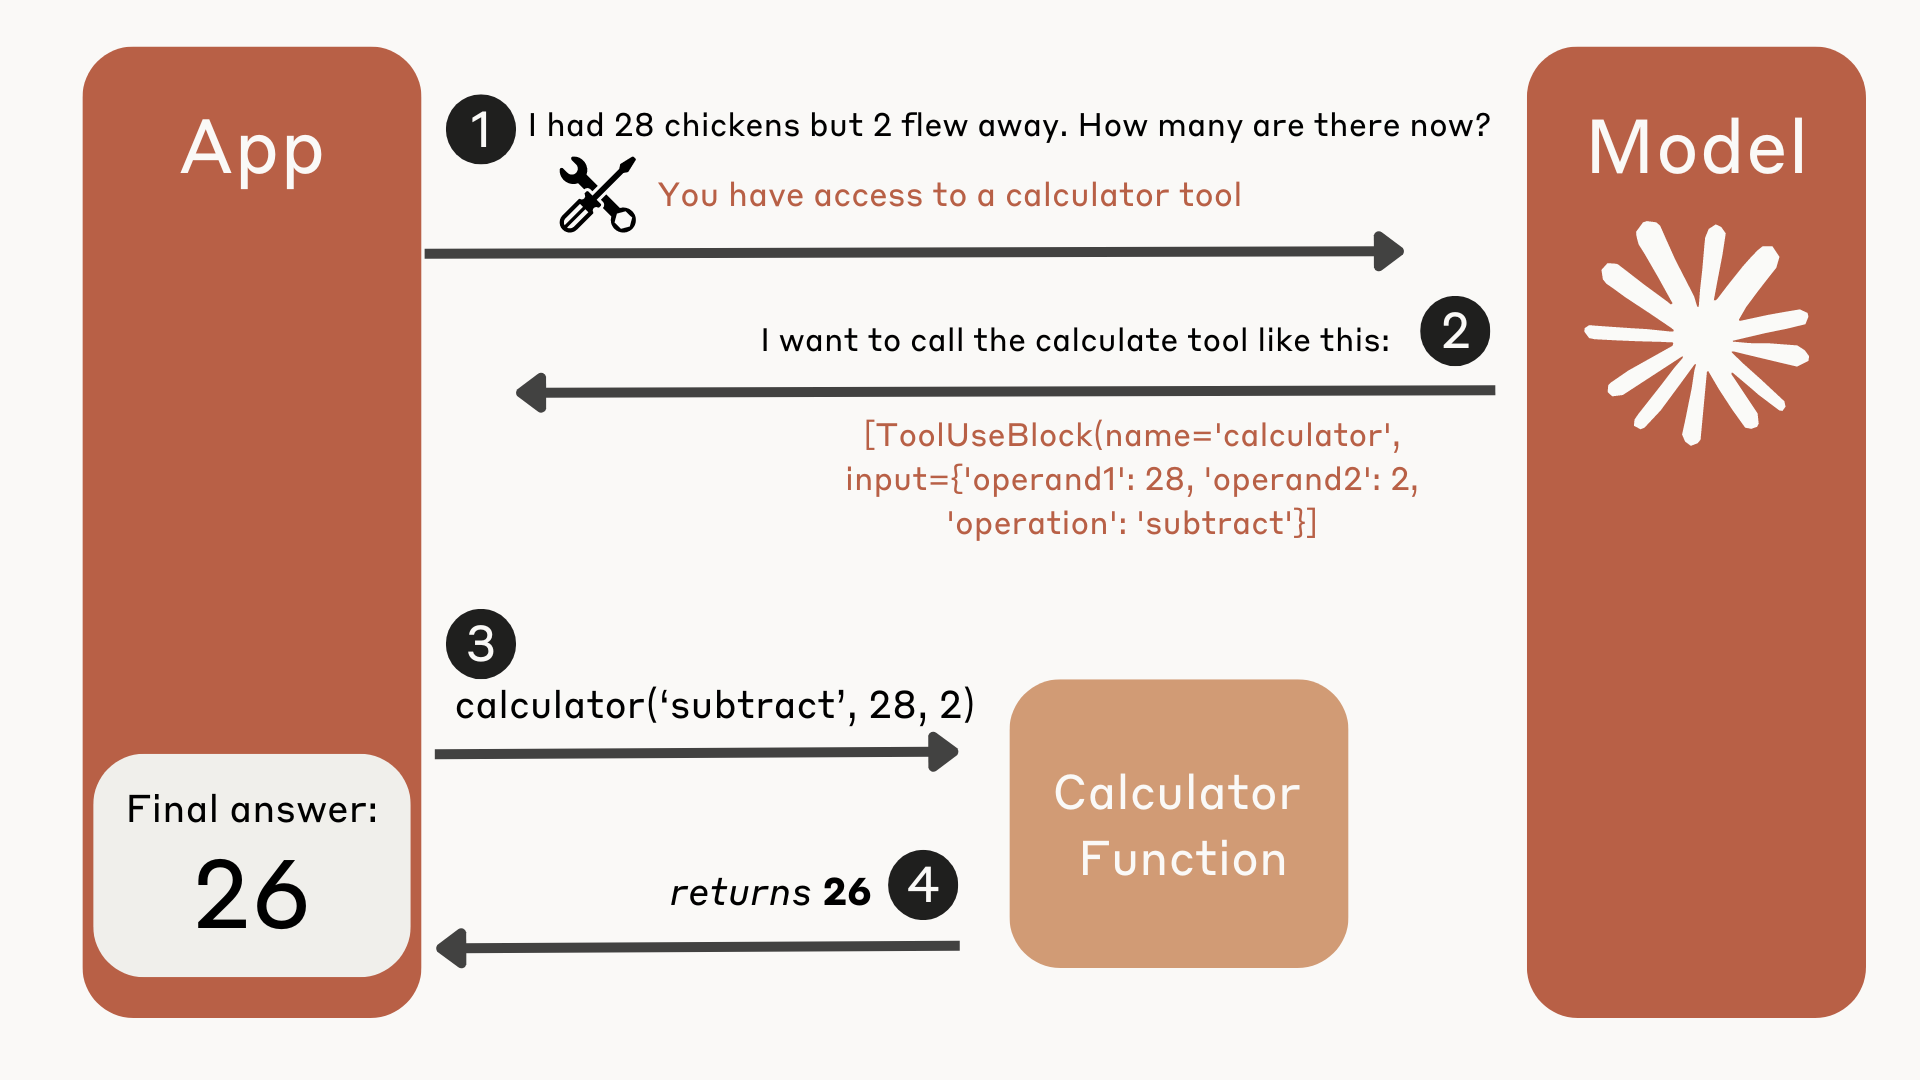 App
Model
1
I had 28 chickens but 2 flew away. How many are there now?
You have access to a calculator tool
I want to call the calculate tool like this:
2
[ToolUseBlock(name='calculator',
input={'operand1': 28, 'operand2': 2,
'operation': 'subtract'}]
3
calculator(‘subtract’, 28, 2)
Calculator
Function
returns 26
4
Final answer:
26